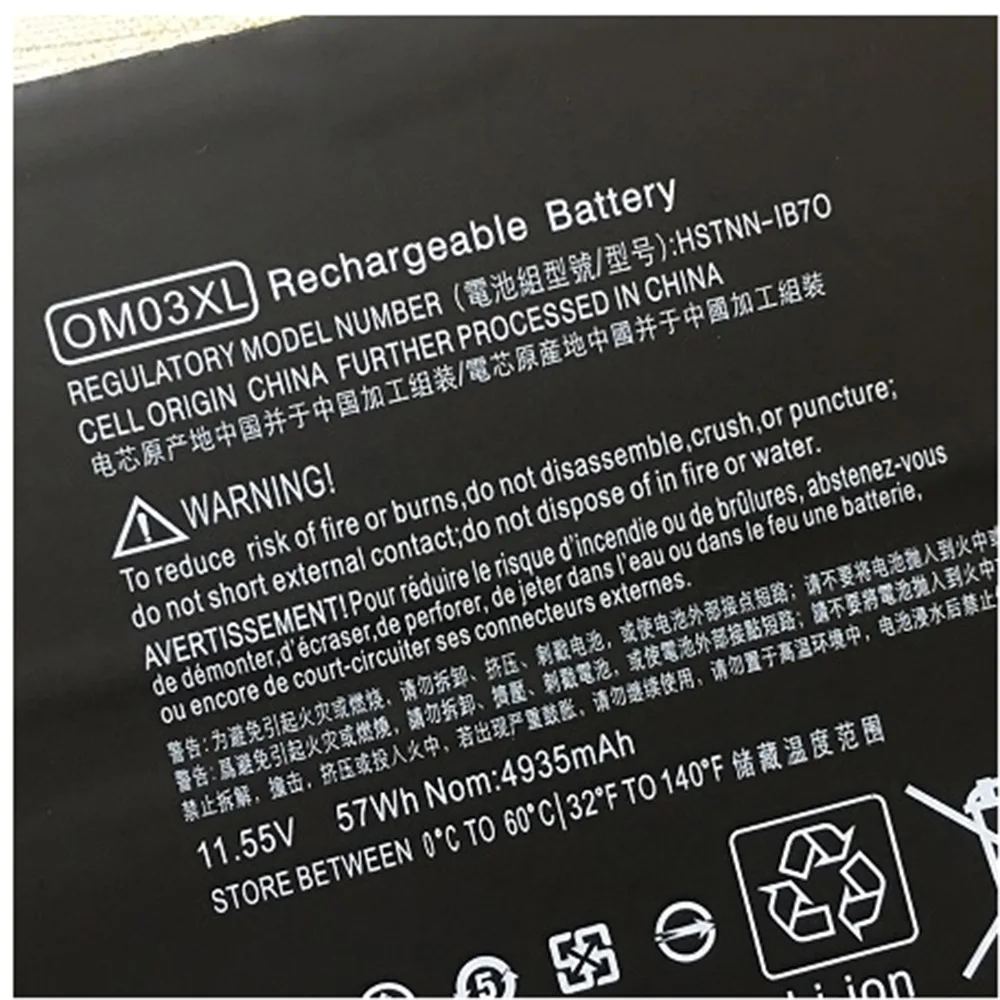 OM03XL Rechargeable Battery
REGULATORY MODEL NUMBER (電池組型號/型号):HSTNN-IB7O
CELL ORIGIN CHINA FURTHER PROCESSED IN CHINA
电芯原产地中国并于中国加工组装/電芯原產地中國并于中國加工組裝
WARNING!
To reduce risk of fire or burns,do not disassemble,crush,or puncture;
do not short external contact;do not dispose of in fire or water.
AVERTISSEMENT!Pour réduire le risque d'incendie ou de brûlures, abstenez-vous
de démonter,d'écraser,de perforer, de jeter dans l'eau ou dans le feu une batterie,
ou encore de court-circuiter ses connecteurs externes.
警告:为避免引起火灾或燃烧，请勿拆卸、挤压、刺戳电池，或使电池外部接点短路；请不要将电池抛入到火中或
警告:爲避免引起火灾或燃燒，請勿拆卸、擠壓、刺戳電池，或使電池外部接點短路；請不要將電池抛入到火中
禁止拆解，撞击，挤压或投入火中，若出现严重鼓胀，请勿继续使用，请勿置于高温环境中，电池浸水后禁止
11.55V 57Wh Nom:4935mAh
STORE BETWEEN 0°C TO 60°C|32°F TO 140°F 储藏温度范围
5
Li-ion